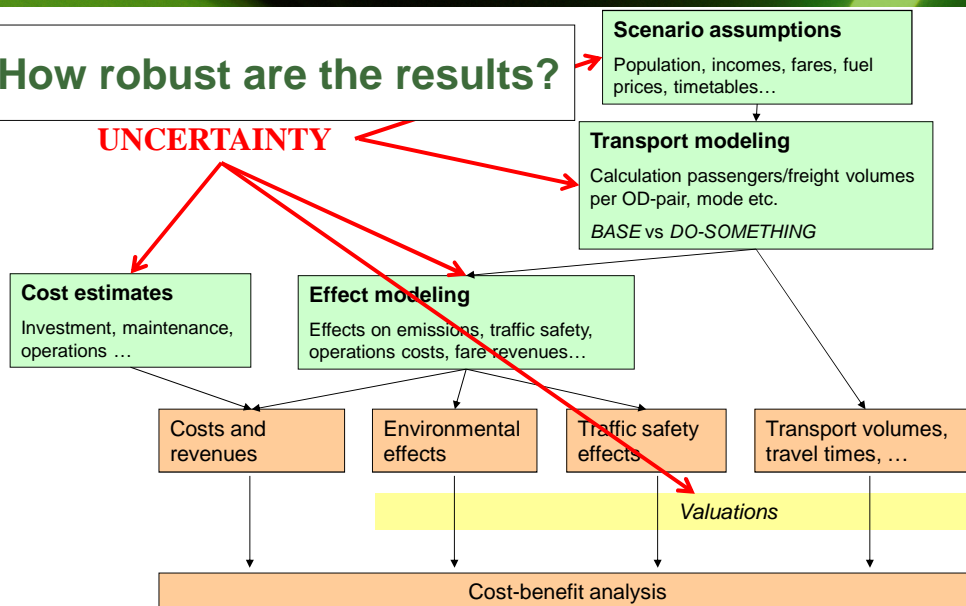 How robust are the results?
UNCERTAINTY
Scenario assumptions
Population, incomes, fares, fuel
prices, timetables…
Transport modeling
Calculation passengers/freight volumes
per OD-pair, mode etc.
BASE vs DO-SOMETHING
Cost estimates
Investment, maintenance,
operations …
Effect modeling
Effects on emissions, traffic safety,
operations costs, fare revenues…
Costs and
revenues
Environmental
effects
Traffic safety
effects
Transport volumes,
travel times, …
Valuations
Cost-benefit analysis